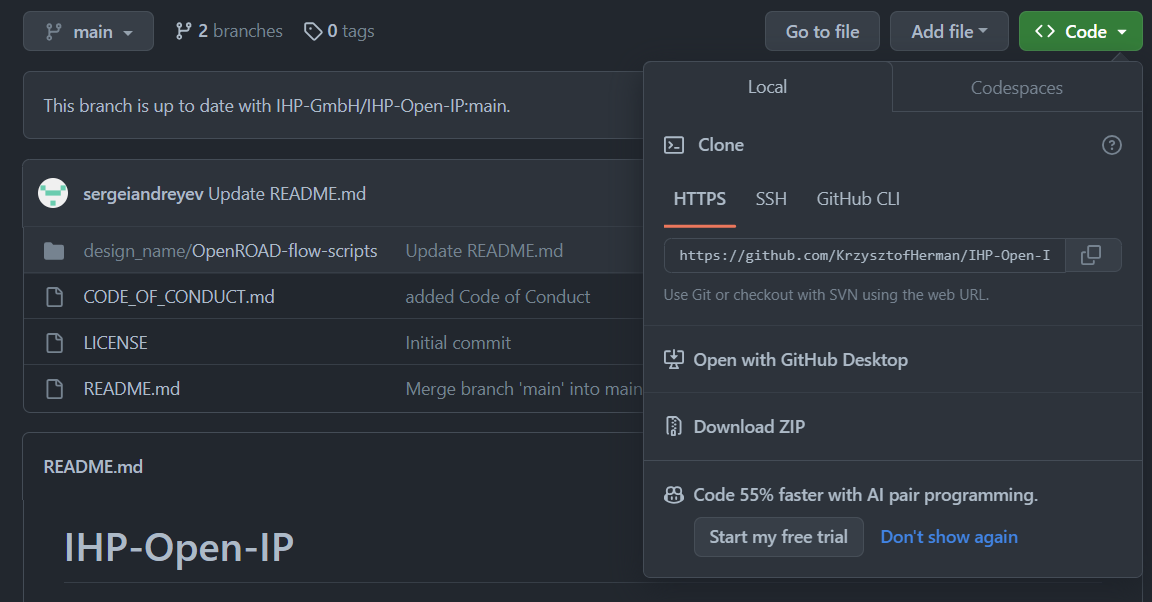 main 2 branches 0 tags Go to file Add file Code
This branch is up to date with IHP-GmbH/IHP-Open-IP:main.
sergeiandreyev Update README.md
design_name/OpenROAD-flow-scripts Update README.md
CODE_OF_CONDUCT.md added Code of Conduct
LICENSE Initial commit
README.md Merge branch 'main' into main
README.md
IHP-Open-IP
Local Codespaces
Clone
HTTPS SSH GitHub CLI
https://github.com/KrzysztofHerman/IHP-Open-I
Use Git or checkout with SVN using the web URL.
Open with GitHub Desktop
Download ZIP
Code 55% faster with AI pair programming.
Start my free trial Don't show again